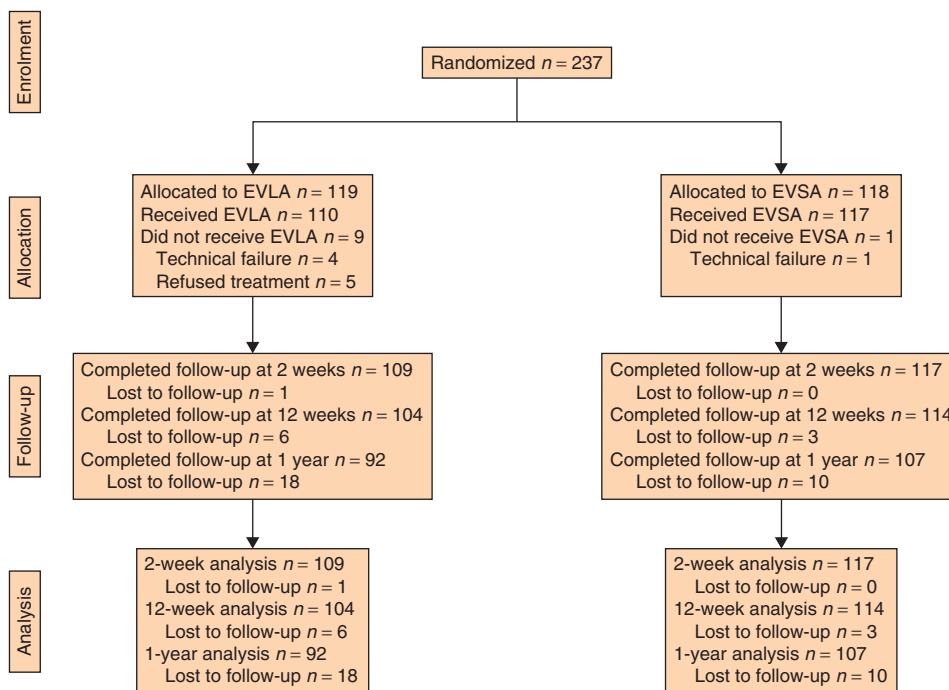 Enrolment
Randomized n = 237
Allocation
Allocated to EVLA n = 119
Received EVLA n = 110
Did not receive EVLA n = 9
Technical failure n = 4
Refused treatment n = 5
Allocated to EVSA n = 118
Received EVSA n = 117
Did not receive EVSA n = 1
Technical failure n = 1
Follow-up
Completed follow-up at 2 weeks n = 109
Lost to follow-up n = 1
Completed follow-up at 12 weeks n = 104
Lost to follow-up n = 6
Completed follow-up at 1 year n = 92
Lost to follow-up n = 18
Completed follow-up at 2 weeks n = 117
Lost to follow-up n = 0
Completed follow-up at 12 weeks n = 114
Lost to follow-up n = 3
Completed follow-up at 1 year n = 107
Lost to follow-up n = 10
Analysis
2-week analysis n = 109
Lost to follow-up n = 1
12-week analysis n = 104
Lost to follow-up n = 6
1-year analysis n = 92
Lost to follow-up n = 18
2-week analysis n = 117
Lost to follow-up n = 0
12-week analysis n = 114
Lost to follow-up n = 3
1-year analysis n = 107
Lost to follow-up n = 10